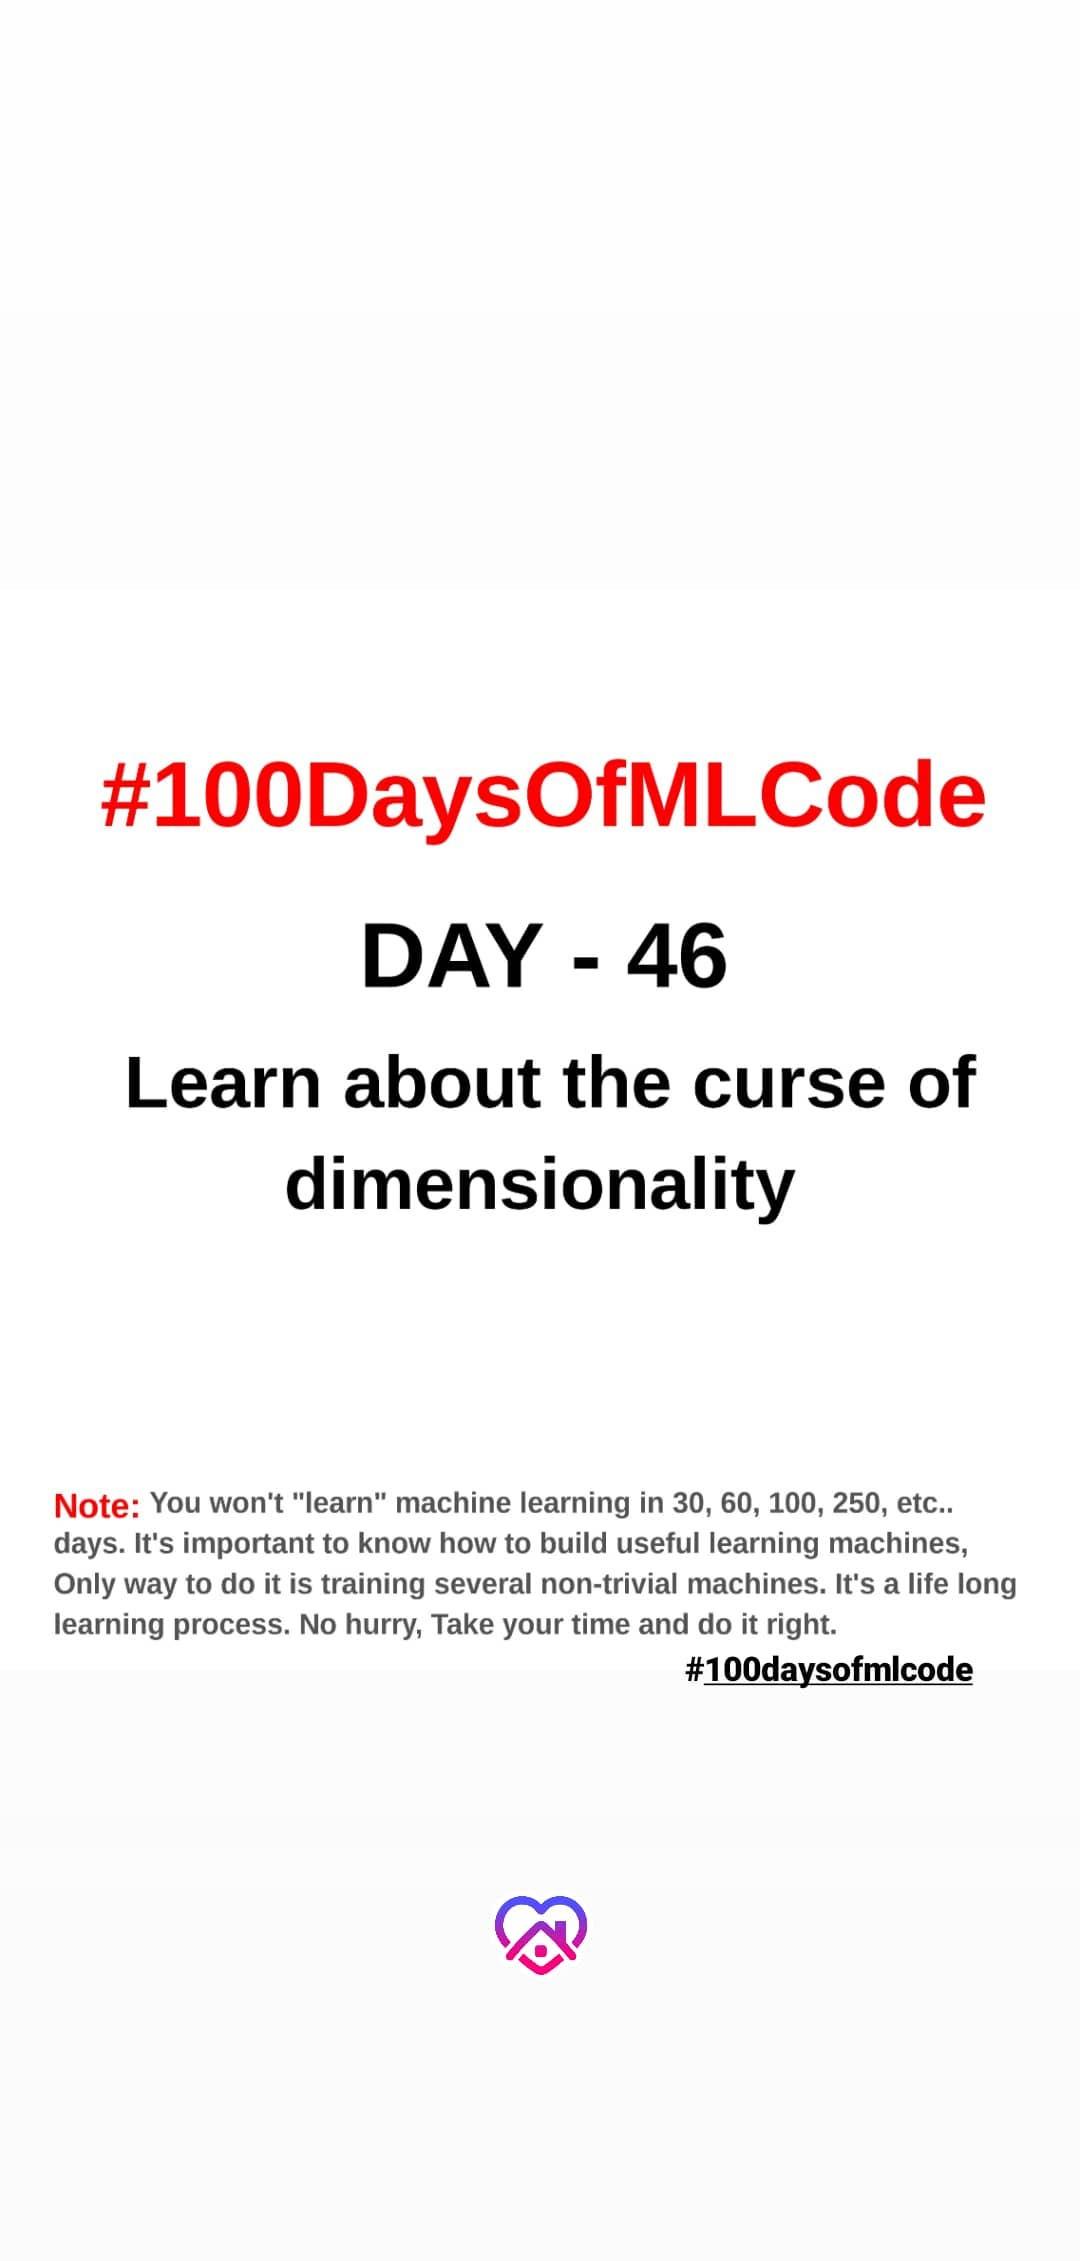 #100DaysOfMLCode
DAY - 46
Learn about the curse of
dimensionality
Note: You won't "learn" machine learning in 30, 60, 100, 250, etc..
days. It's important to know how to build useful learning machines,
Only way to do it is training several non-trivial machines. It's a life long
learning process. No hurry, Take your time and do it right.
#100daysofmlcode